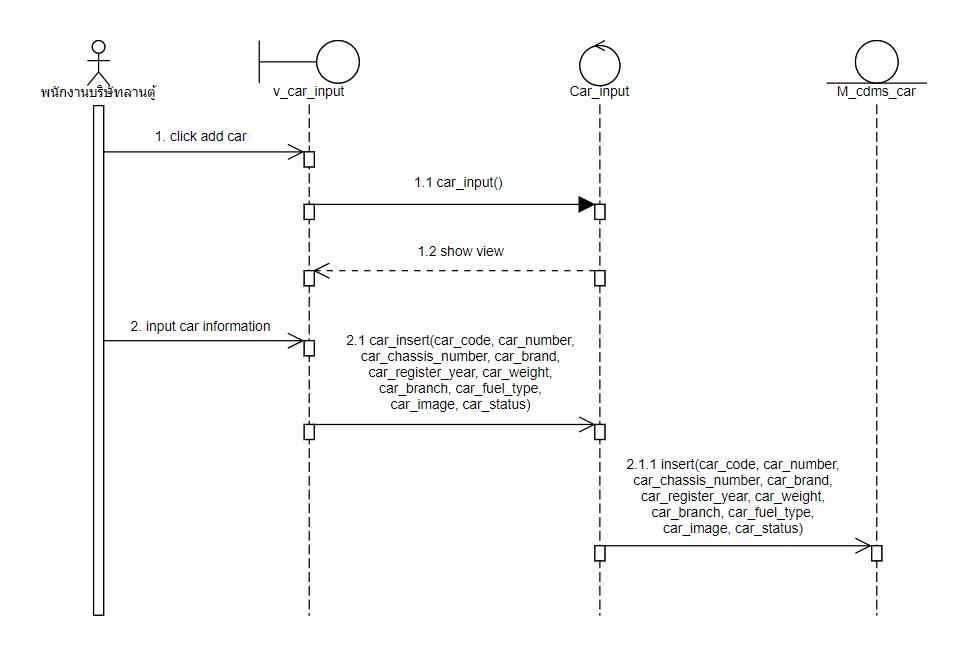 พนักงานบริษัทลานตู้
v_car_input
Car_input
M_cdms_car
1. click add car
1.1 car_input()
1.2 show view
2. input car information
2.1 car_insert(car_code, car_number,
car_chassis_number, car_brand,
car_register_year, car_weight,
car_branch, car_fuel_type,
car_image, car_status)
2.1.1 insert(car_code, car_number,
car_chassis_number, car_brand,
car_register_year, car_weight,
car_branch, car_fuel_type,
car_image, car_status)